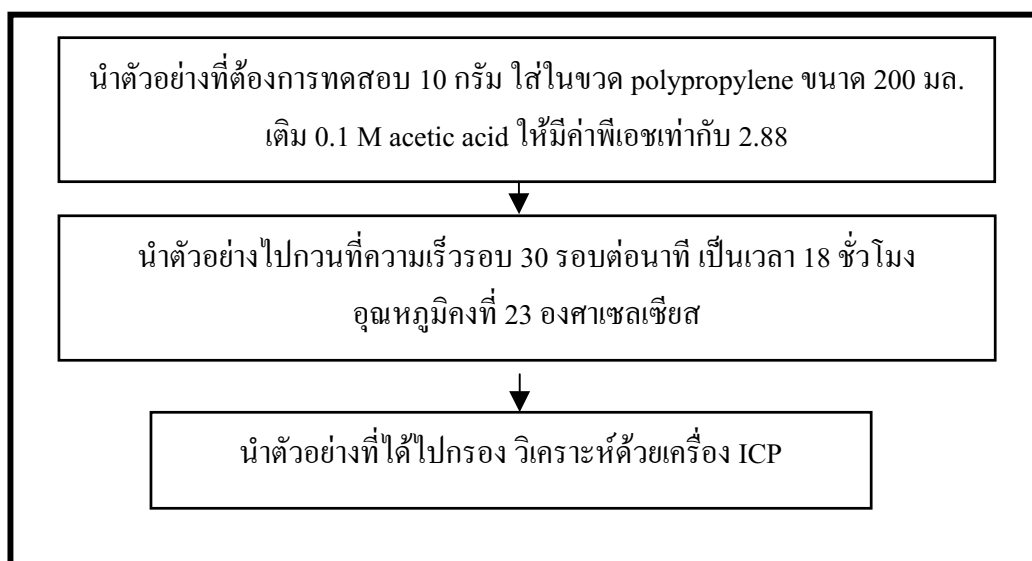 นำตัวอย่างที่ต้องการทดสอบ 10 กรัม ใส่ในขวด polypropylene ขนาด 200 มล.
เติม 0.1 M acetic acid ให้มีค่าพีเอชเท่ากับ 2.88
นำตัวอย่างไปกวนที่ความเร็วรอบ 30 รอบต่อนาที เป็นเวลา 18 ชั่วโมง
อุณหภูมิคงที่ 23 องศาเซลเซียส
นำตัวอย่างที่ได้ไปกรอง วิเคราะห์ด้วยเครื่อง ICP